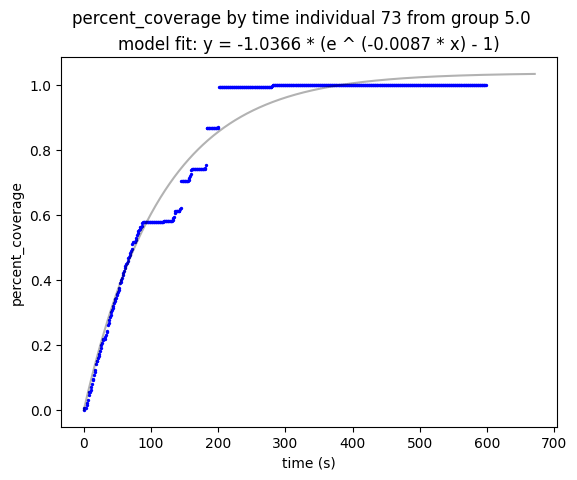 percent_coverage by time individual 73 from group 5.0
model fit: y = -1.0366 * (e ^ (-0.0087 * x) - 1)
1.0
0.8
0.6
0.4
0.2
0.0
percent_coverage
0 100 200 300 400 500 600 700
time (s)